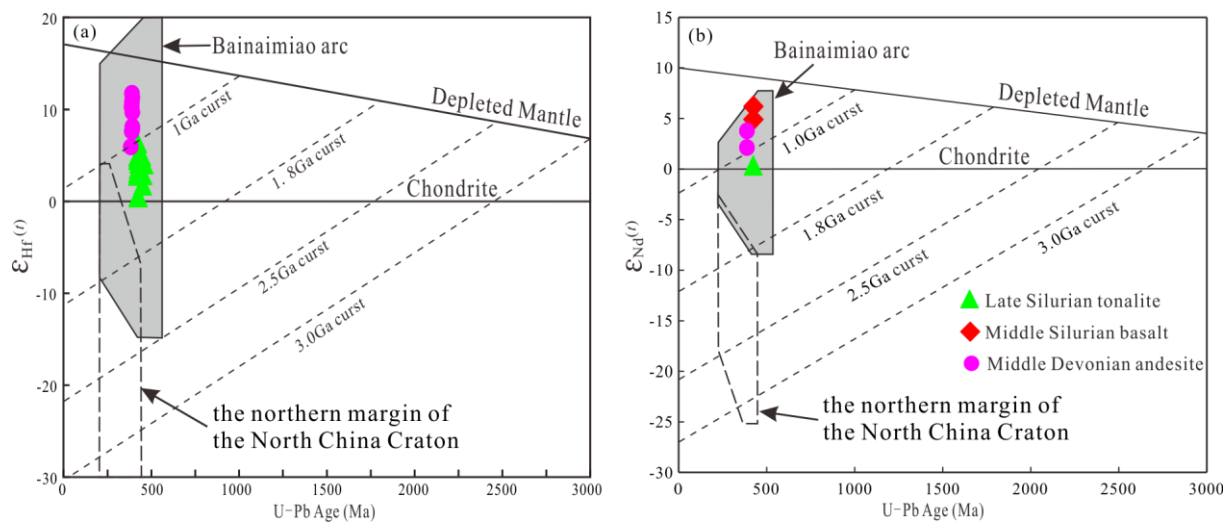 (a)
Bainaimiao arc
Depleted Mantle
1Ga curst
1. 8Ga curst
Chondrite
2.5Ga curst
3.0Ga curst
the northern margin of
the North China Craton
εHf(t)
20
10
0
-10
-20
-30
0
500
1000
1500
2000
2500
3000
U-Pb Age (Ma)
(b)
Bainaimiao arc
Depleted Mantle
1.0Ga curst
Chondrite
1.8Ga curst
2.5Ga curst
3.0Ga curst
Late Silurian tonalite
Middle Silurian basalt
Middle Devonian andesite
the northern margin of
the North China Craton
εNd(t)
15
10
5
0
-5
-10
-15
-20
-25
-30
0
500
1000
1500
2000
2500
3000
U-Pb Age (Ma)